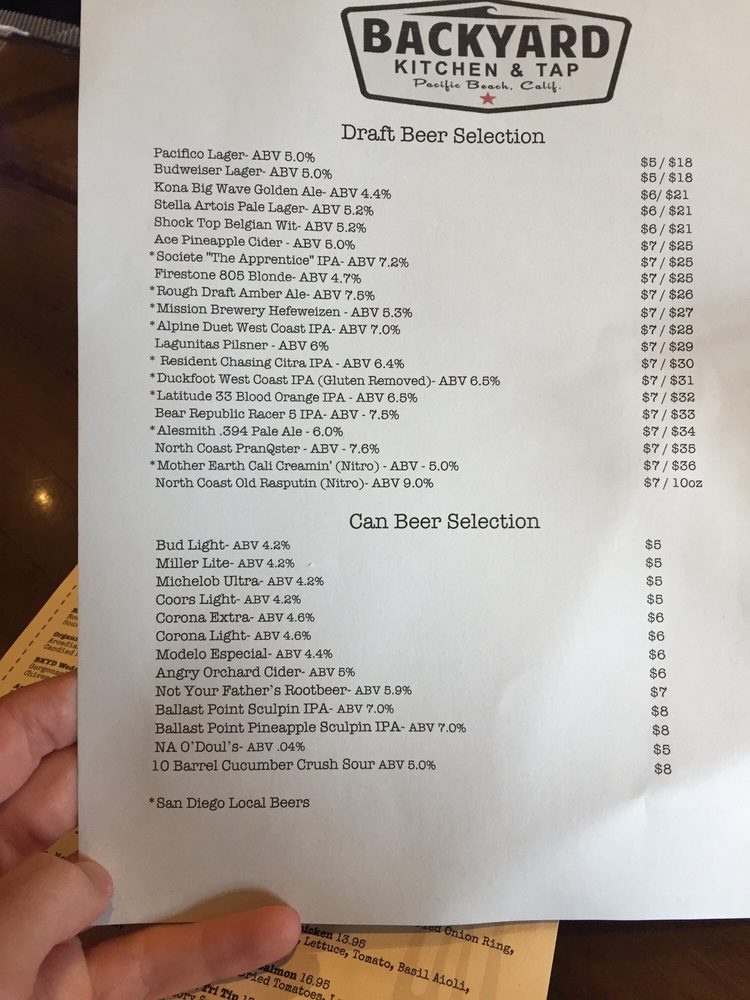 BACKYARD
KITCHEN & TAP
Pacific Beach, Calif.
Draft Beer Selection
Pacifico Lager- ABV 5.0% $5 / $18
Budweiser Lager- ABV 5.0% $5 / $18
Kona Big Wave Golden Ale- ABV 4.4% $6/ $21
Stella Artois Pale Lager- ABV 5.2% $6 / $21
Shock Top Belgian Wit- ABV 5.2% $6 / $21
Ace Pineapple Cider - ABV 5.0% $7 / $25
*Societe "The Apprentice" IPA- ABV 7.2% $7 / $25
Firestone 805 Blonde- ABV 4.7% $7 / $25
*Rough Draft Amber Ale- ABV 7.5% $7 / $26
*Mission Brewery Hefeweizen - ABV 5.3% $7 / $27
*Alpine Duet West Coast IPA- ABV 7.0% $7 / $28
Lagunitas Pilsner - ABV 6% $7 / $29
* Resident Chasing Citra IPA - ABV 6.4% $7 / $30
*Duckfoot West Coast IPA (Gluten Removed)- ABV 6.5% $7 / $31
*Latitude 33 Blood Orange IPA - ABV 6.5% $7 / $32
Bear Republic Racer 5 IPA- ABV - 7.5% $7 / $33
*Alesmith .394 Pale Ale - 6.0% $7 / $34
North Coast PranQster - ABV - 7.6% $7 / $35
*Mother Earth Cali Creamin' (Nitro) - ABV - 5.0% $7 / $36
North Coast Old Rasputin (Nitro)- ABV 9.0% $7 / 10oz
Can Beer Selection
Bud Light- ABV 4.2% $5
Miller Lite- ABV 4.2% $5
Michelob Ultra- ABV 4.2% $5
Coors Light- ABV 4.2% $5
Corona Extra- ABV 4.6% $6
Corona Light- ABV 4.6% $6
Modelo Especial- ABV 4.4% $6
Angry Orchard Cider- ABV 5% $6
Not Your Father's Rootbeer- ABV 5.9% $7
Ballast Point Sculpin IPA- ABV 7.0% $8
Ballast Point Pineapple Sculpin IPA- ABV 7.0% $8
NA O'Doul's- ABV .04% $5
10 Barrel Cucumber Crush Sour ABV 5.0% $8
*San Diego Local Beers
Onion Ring,
13.95
Lettuce, Tomato, Basil Aioli,
16.95
Tomatoes,
Tri Tip